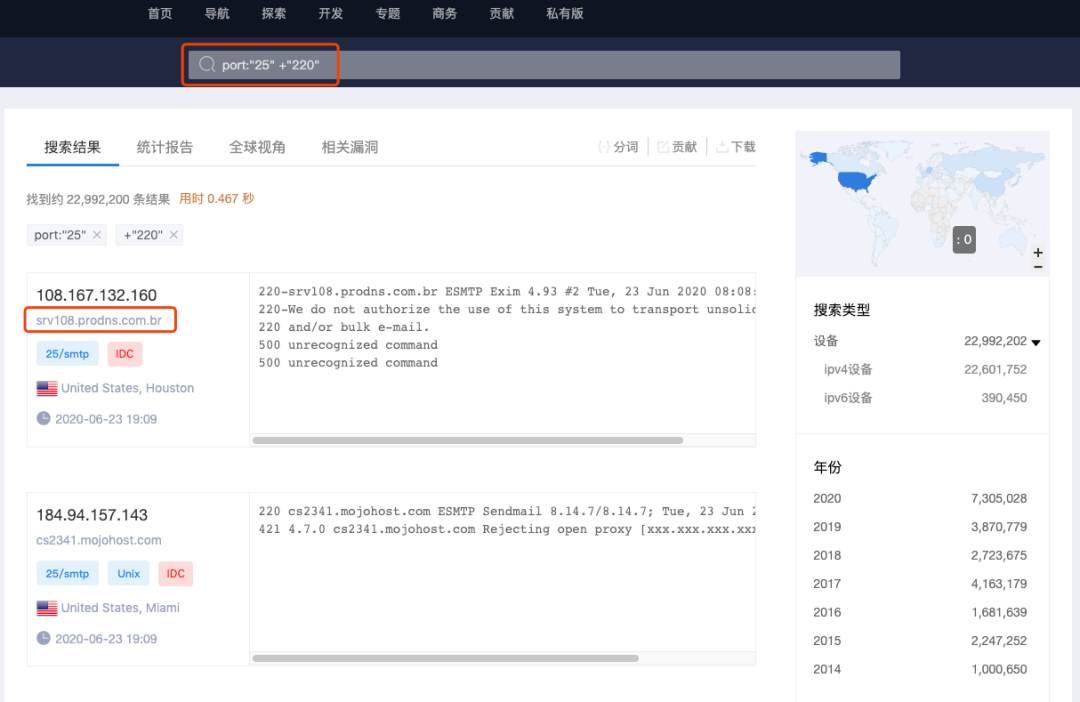 首页 导航 探索 开发 专题 商务 贡献 私有版
port:"25" +"220"
搜索结果 统计报告 全球视角 相关漏洞
分词 贡献 下载
找到约 22,992,200 条结果 用时 0.467 秒
port:"25" × +"220" ×
108.167.132.160
srv108.prodns.com.br
25/smtp IDC
United States, Houston
2020-06-23 19:09
220-srv108.prodns.com.br ESMTP Exim 4.93 #2 Tue, 23 Jun 2020 08:08:
220-We do not authorize the use of this system to transport unsolic
220 and/or bulk e-mail.
500 unrecognized command
500 unrecognized command
184.94.157.143
cs2341.mojohost.com
25/smtp Unix IDC
United States, Miami
2020-06-23 19:09
220 cs2341.mojohost.com ESMTP Sendmail 8.14.7/8.14.7; Tue, 23 Jun 2
421 4.7.0 cs2341.mojohost.com Rejecting open proxy [xxx.xxx.xxx.xxx
: 0
+
−
搜索类型
设备 22,992,202
ipv4设备 22,601,752
ipv6设备 390,450
年份
2020 7,305,028
2019 3,870,779
2018 2,723,675
2017 4,163,179
2016 1,681,639
2015 2,247,252
2014 1,000,650